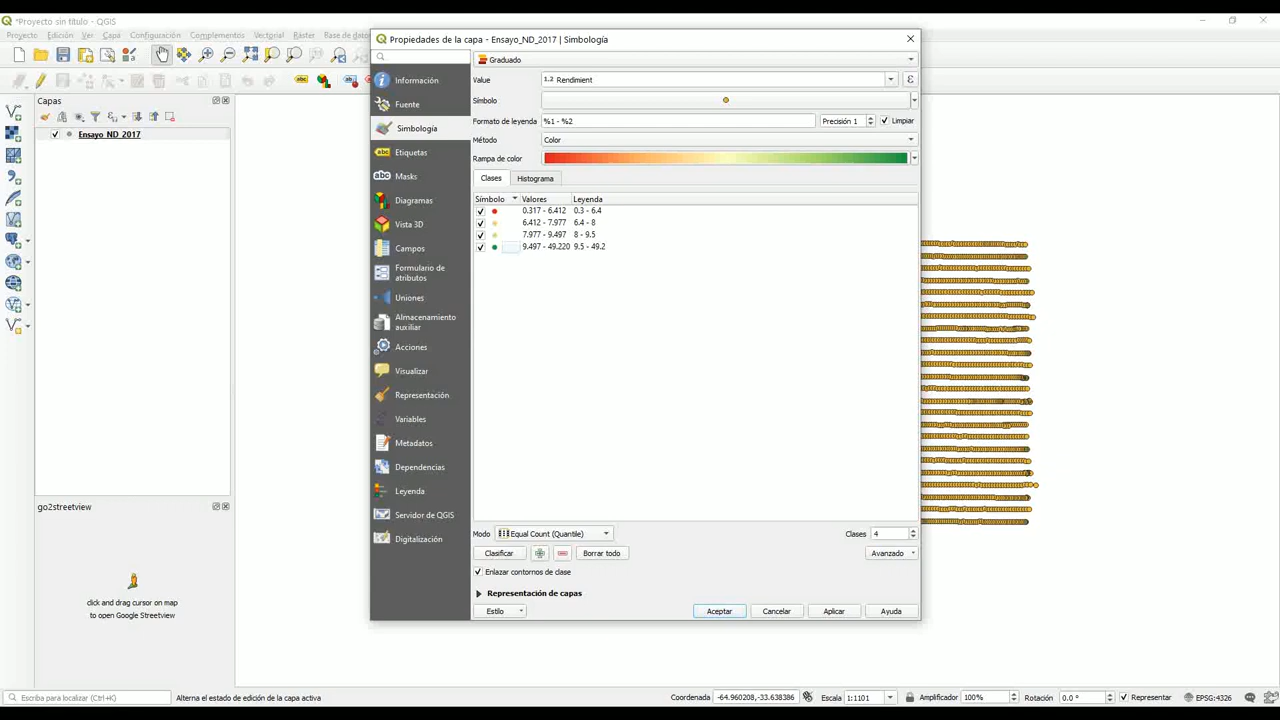 *Proyecto sin título - QGIS
Proyecto Edición Ver Capa Configuración Complementos Vectorial Ráster Base de datos
Capas
Ensayo_ND_2017
go2streetview
click and drag cursor on map
to open Google Streetview
Propiedades de la capa - Ensayo_ND_2017 | Simbología
Información
Fuente
Simbología
Etiquetas
Masks
Diagramas
Vista 3D
Campos
Formulario de
atributos
Uniones
Almacenamiento
auxiliar
Acciones
Visualizar
Representación
Variables
Metadatos
Dependencias
Leyenda
Servidor de QGIS
Digitalización
Graduado
Value 1.2 Rendimient
Símbolo
Formato de leyenda %1 - %2 Precisión 1 Limpiar
Método Color
Rampa de color
Clases Histograma
Símbolo Valores Leyenda
0.317 - 6.412 0.3 - 6.4
6.412 - 7.977 6.4 - 8
7.977 - 9.497 8 - 9.5
9.497 - 49.220 9.5 - 49.2
Modo Equal Count (Quantile) Clases 4
Clasificar Borrar todo Avanzado
Enlazar contornos de clase
Representación de capas
Estilo Aceptar Cancelar Aplicar Ayuda
Escriba para localizar (Ctrl+K) Alterna el estado de edición de la capa activa Coordenada -64.960208,-33.638386 Escala 1:1101 Amplificador 100% Rotación 0.0 ° Representar EPSG:4326